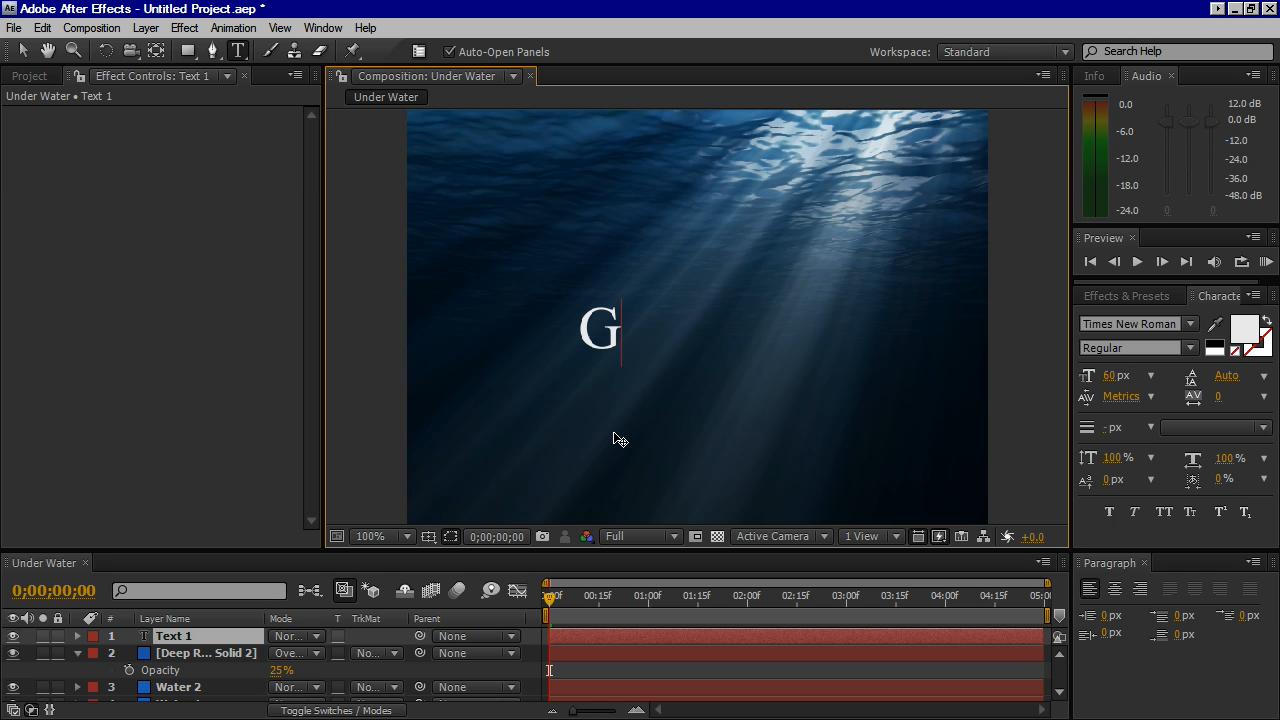 Adobe After Effects - Untitled Project.aep *
File Edit Composition Layer Effect Animation View Window Help
Auto-Open Panels
Workspace: Standard
Search Help
Project
Effect Controls: Text 1
Under Water • Text 1
Composition: Under Water
Under Water
G
100%
0;00;00;00
Full
Active Camera
1 View
+0.0
Info
Audio
0.0
-6.0
-12.0
-18.0
-24.0
12.0 dB
0.0 dB
-12.0
-24.0
-36.0
-48.0 dB
0 0
Preview
Effects & Presets
Characte
Times New Roman
Regular
60 px
Auto
Metrics
0
- px
100 %
100 %
0 px
0 %
T T TT Tt T¹ T₁
Paragraph
0 px 0 px 0 px
0 px 0 px
Under Water
0;00;00;00
# Layer Name Mode T TrkMat Parent
1 Text 1 Nor... None
2 [Deep R... Solid 2] Ove... No... None
Opacity 25%
3 Water 2 Nor... No... None
Toggle Switches / Modes
00f 00:15f 01:00f 01:15f 02:00f 02:15f 03:00f 03:15f 04:00f 04:15f 05:0